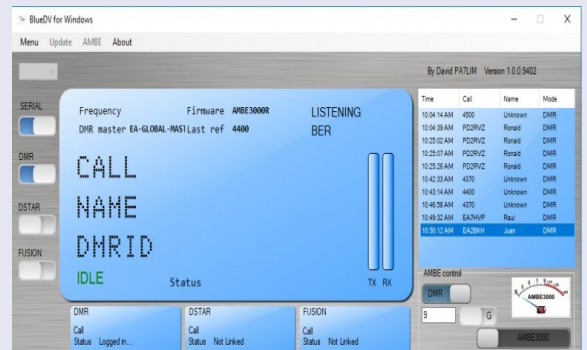 BlueDV for Windows
Menu Update AMBE About
By David PA7LIM Version 1.0.0.9402
SERIAL
DMR
DSTAR
FUSION
Frequency Firmware AMBE3000R LISTENING
DMR master EA-GLOBAL-MAST Last ref 4400 BER
CALL
NAME
DMRID
IDLE Status TX RX
Time Call Name Mode
10:04:14 AM 4500 Unknown DMR
10:04:39 AM PD2RVZ Ronald DMR
10:25:02 AM PD2RVZ Ronald DMR
10:25:07 AM PD2RVZ Ronald DMR
10:25:26 AM PD2RVZ Ronald DMR
10:42:33 AM 4370 Unknown DMR
10:43:14 AM 4400 Unknown DMR
10:46:58 AM 4370 Unknown DMR
10:49:32 AM EA7HVP Raul DMR
10:50:12 AM EA2BKH Juan DMR
AMBE control
DMR
9 G
AMBE3000
AMBE3000
DMR
Call
Status Logged in...
DSTAR
Call
Status Not Linked
FUSION
Call
Status Not Linked